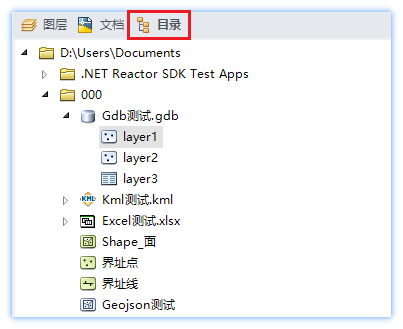 图层 文档 目录
D:\Users\Documents
.NET Reactor SDK Test Apps
000
Gdb测试.gdb
layer1
layer2
layer3
KML Kml测试.kml
Excel测试.xlsx
Shape_面
界址点
界址线
Geojson测试